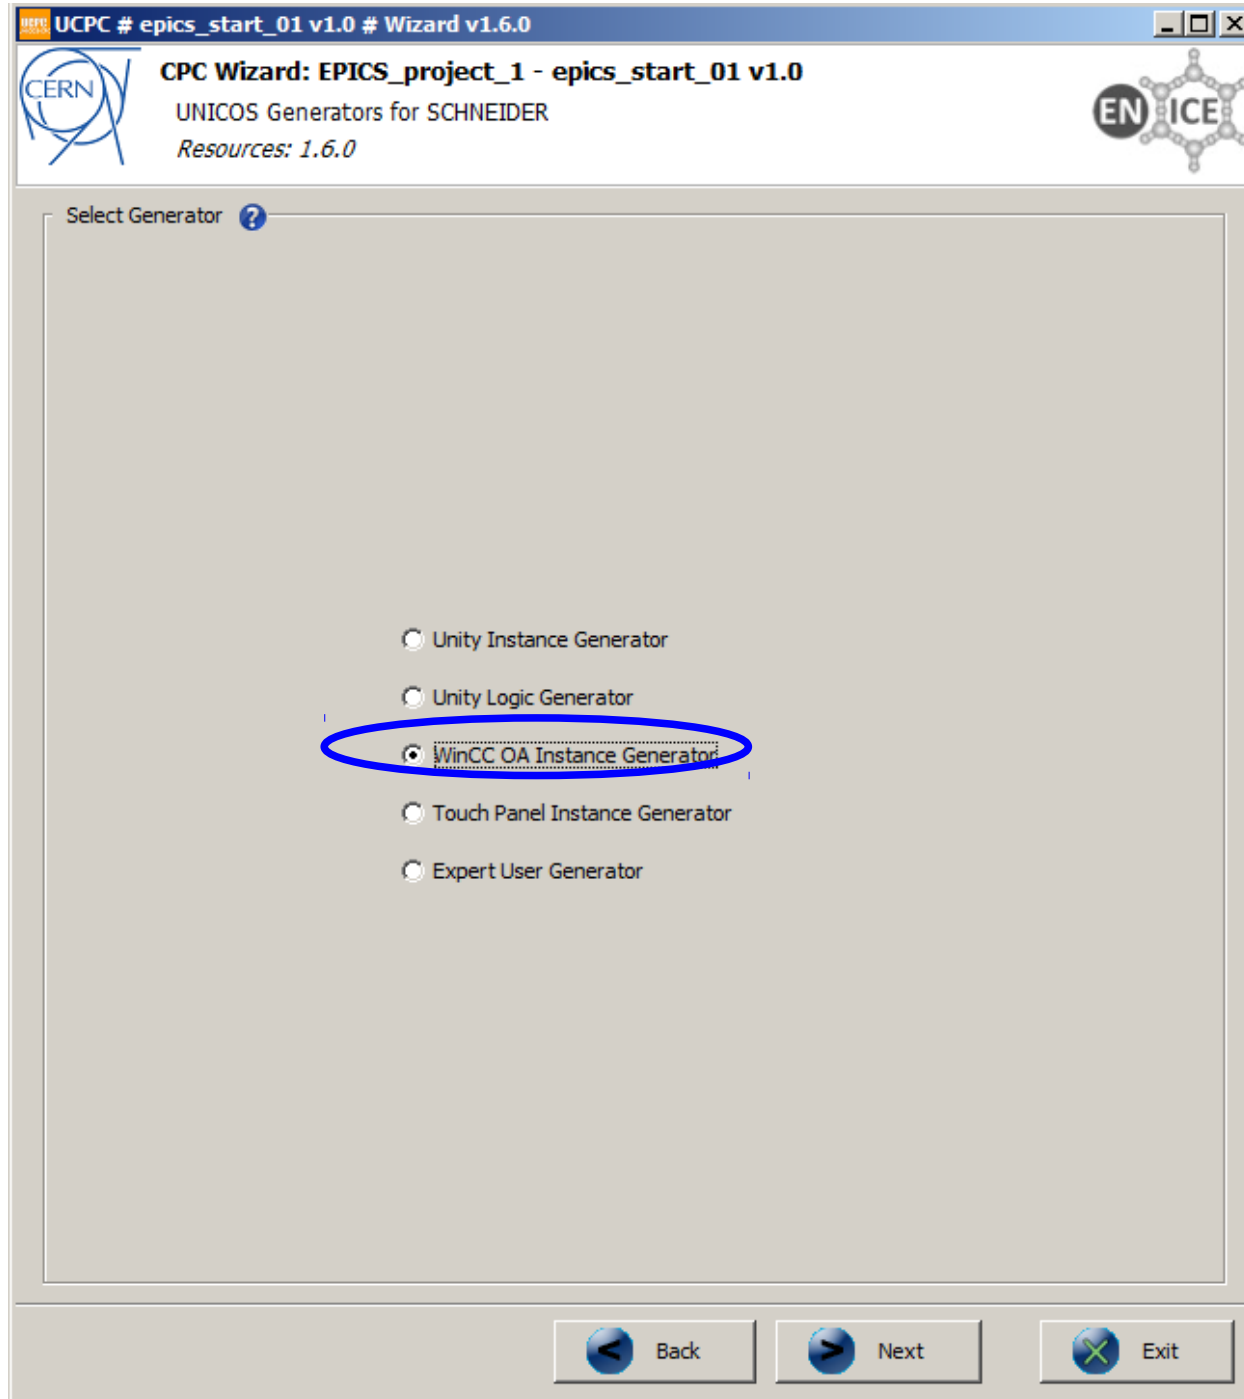 UCPC # epics_start_01 v1.0 # Wizard v1.6.0
CERN
CPC Wizard: EPICS_project_1 - epics_start_01 v1.0
UNICOS Generators for SCHNEIDER
Resources: 1.6.0
EN ICE
Select Generator
Unity Instance Generator
Unity Logic Generator
WinCC OA Instance Generator
Touch Panel Instance Generator
Expert User Generator
Back
Next
Exit